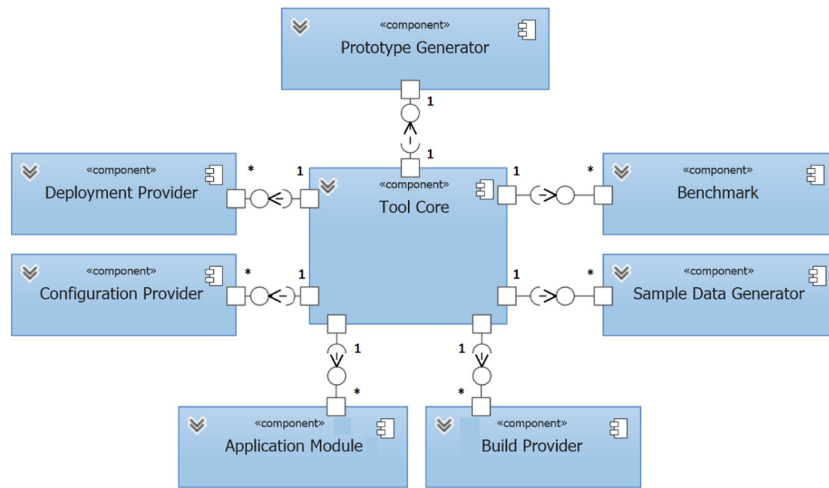 «component»
Prototype Generator
1
1
«component»
Deployment Provider
*
1
«component»
Tool Core
1
*
«component»
Benchmark
«component»
Configuration Provider
*
1
1
*
«component»
Sample Data Generator
1
*
1
*
«component»
Application Module
«component»
Build Provider